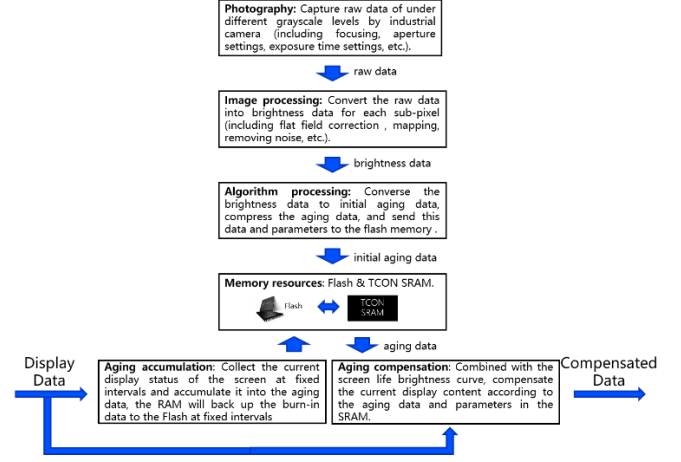 Photography: Capture raw data of under
different grayscale levels by industrial
camera (including focusing, aperture
settings, exposure time settings, etc.).
raw data
Image processing: Convert the raw data
into brightness data for each sub-pixel
(including flat field correction , mapping,
removing noise, etc.).
brightness data
Algorithm processing: Converse the
brightness data to initial aging data,
compress the aging data, and send this
data and parameters to the flash memory .
initial aging data
Memory resources: Flash & TCON SRAM.
Flash
TCON
SRAM
aging data
Display
Data
Aging accumulation: Collect the current
display status of the screen at fixed
intervals and accumulate it into the aging
data, the RAM will back up the burn-in
data to the Flash at fixed intervals
Aging compensation: Combined with the
screen life brightness curve, compensate
the current display content according to
the aging data and parameters in the
SRAM.
Compensated
Data